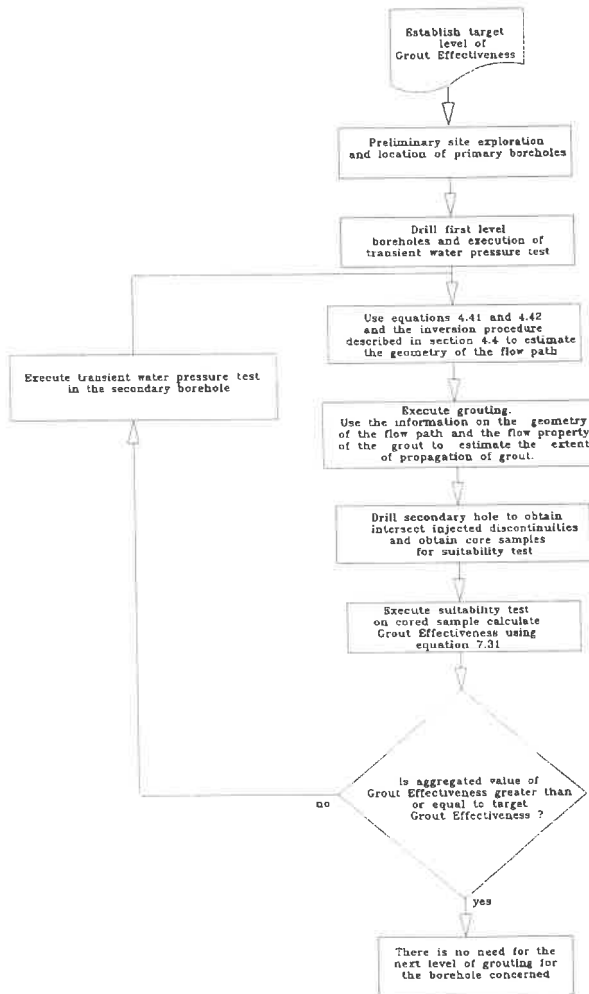 Establish target
level of
Grout Effectiveness
Preliminary site exploration
and location of primary boreholes
Drill first level
boreholes and execution of
transient water pressure test
Use equations 4.41 and 4.42
and the inversion procedure
described in section 4.4 to estimate
the geometry of the flow path
Execute transient water pressure test
in the secondary borehole
Execute grouting.
Use the information on the geometry
of the flow path and the flow property
of the grout to estimate the extent
of propagation of grout.
Drill secondary hole to obtain
intersect injected discontinuities
and obtain core samples
for suitability test
Execute suitability test
on cored sample calculate
Grout Effectiveness using
equation 7.31
Is aggregated value of
Grout Effectiveness greater than
or equal to target
Grout Effectiveness ?
no
yes
There is no need for the
next level of grouting for
the borehole concerned